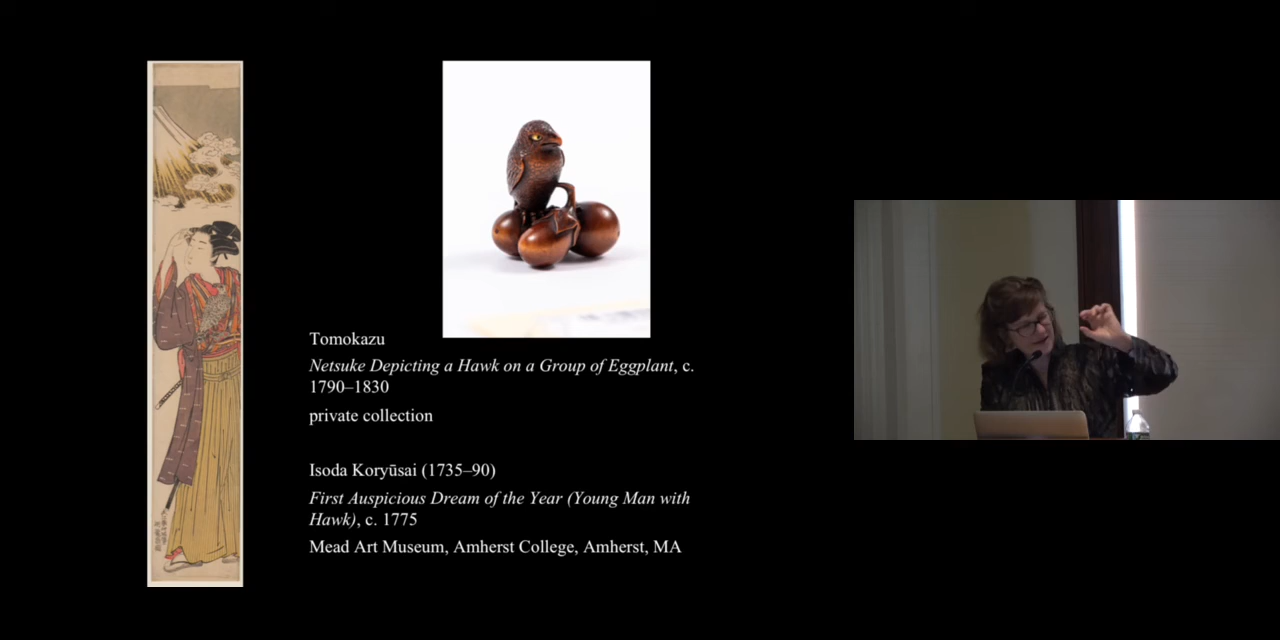 Tomokazu
Netsuke Depicting a Hawk on a Group of Eggplant, c.
1790–1830
private collection
Isoda Koryūsai (1735–90)
First Auspicious Dream of the Year (Young Man with
Hawk), c. 1775
Mead Art Museum, Amherst College, Amherst, MA